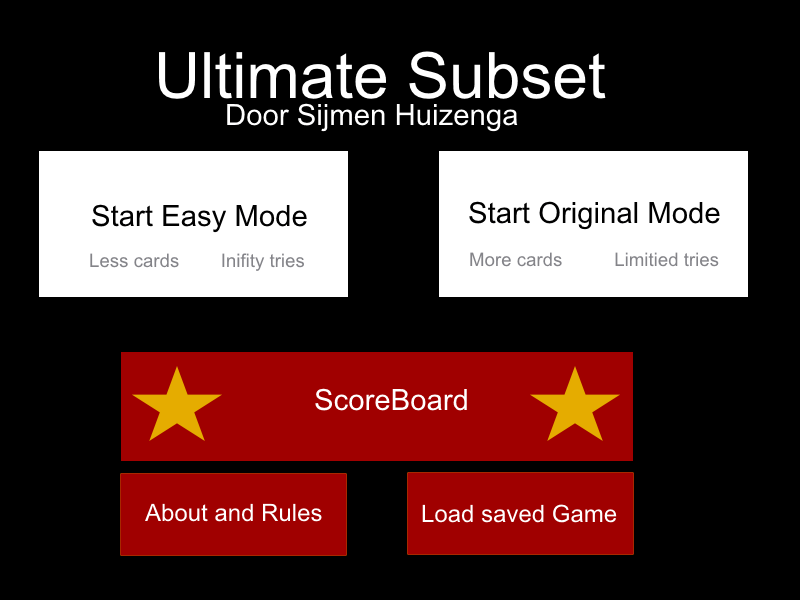 Ultimate Subset
Door Sijmen Huizenga
Start Easy Mode
Less cards Inifity tries
Start Original Mode
More cards Limitied tries
ScoreBoard
About and Rules
Load saved Game